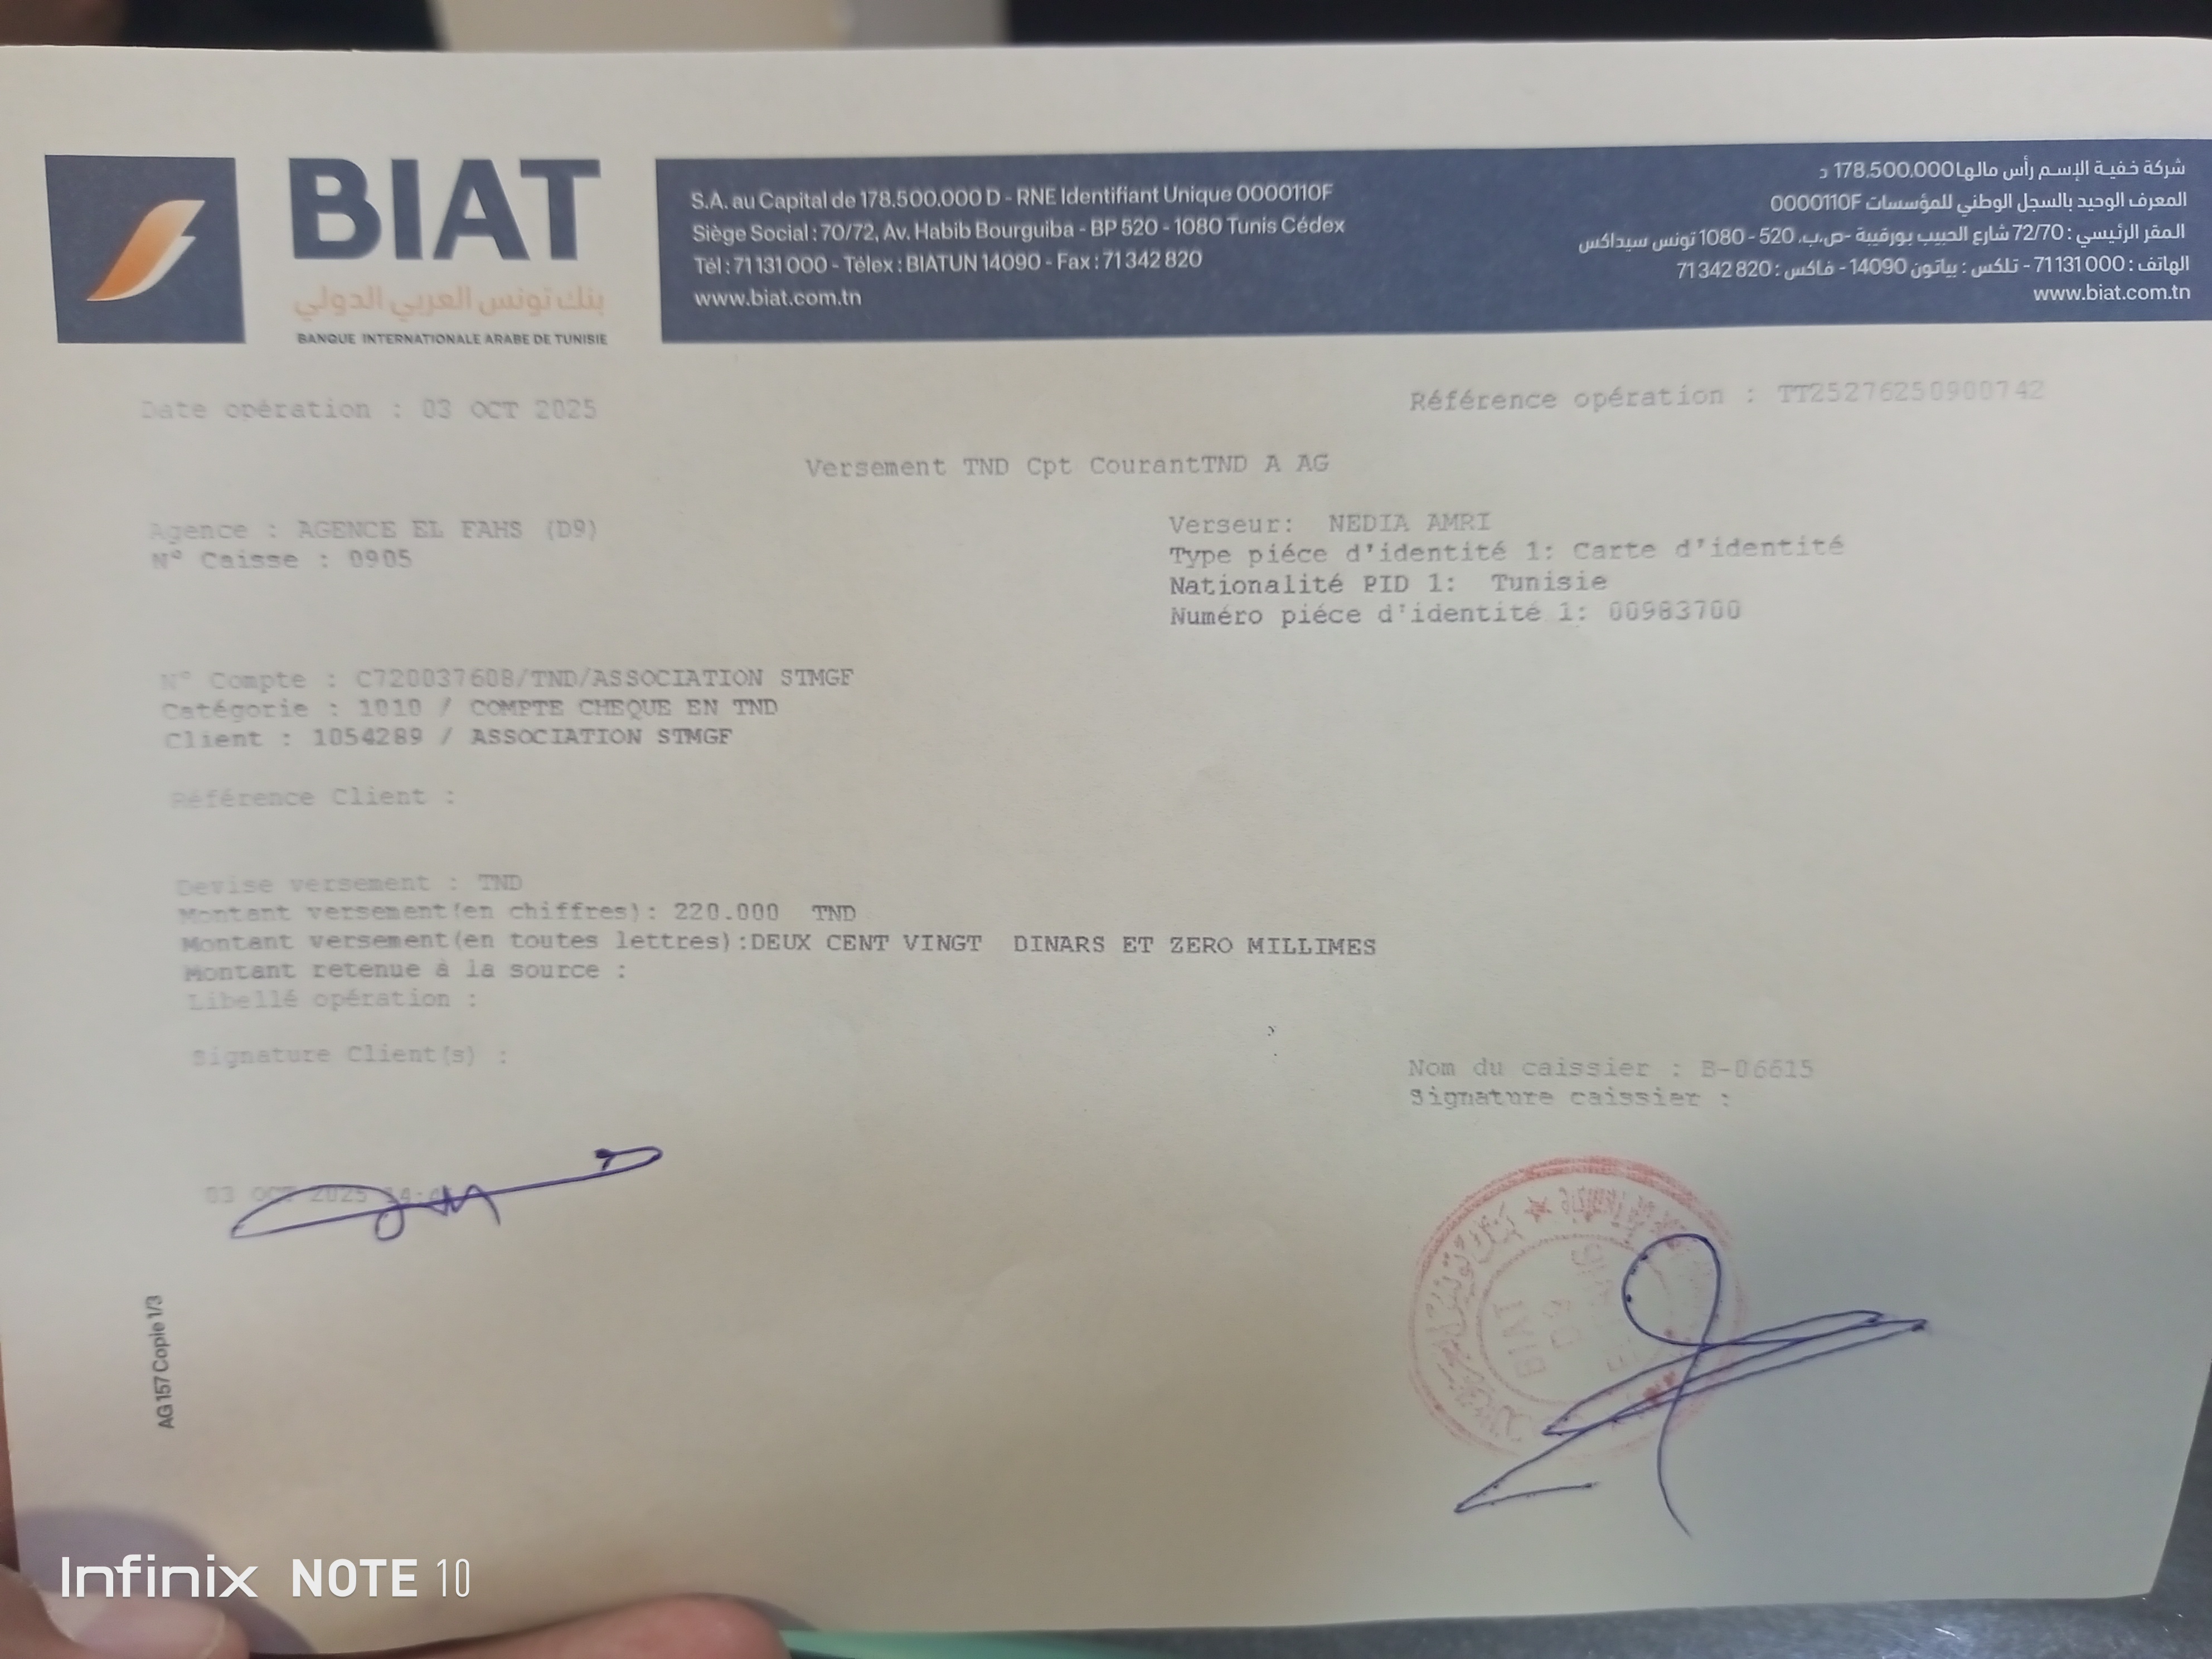 BIAT
بنك تونس العربي الدولي
BANQUE INTERNATIONALE ARABE DE TUNISIE
S.A. au Capital de 178.500.000 D - RNE Identifiant Unique 0000110F
Siège Social : 70/72, Av. Habib Bourguiba - BP 520 - 1080 Tunis Cédex
Tél : 71 131 000 - Télex : BIATUN 14090 - Fax : 71 342 820
www.biat.com.tn
شركة خفية الإسم رأس مالها 178.500.000 د
المعرف الوحيد بالسجل الوطني للمؤسسات 0000110F
المقر الرئيسي : 72/70 شارع الحبيب بورقيبة -ص.ب. 520 - 1080 تونس سيداكس
الهاتف : 71 131 000 - تلكس : بياتون 14090 - فاكس : 71 342 820
www.biat.com.tn
Date opération : 03 OCT 2025
Référence opération : TT25276250900742
Versement TND Cpt CourantTND A AG
Agence : AGENCE EL FAHS (D9)
N° Caisse : 0905
Verseur: NEDIA AMRI
Type piéce d'identité 1: Carte d'identité
Nationalité PID 1: Tunisie
Numéro piéce d'identité 1: 00983700
N° Compte : C720037608/TND/ASSOCIATION STMGF
Catégorie : 1010 / COMPTE CHEQUE EN TND
Client : 1054289 / ASSOCIATION STMGF
Référence Client :
Devise versement : TND
Montant versement(en chiffres): 220.000 TND
Montant versement(en toutes lettres):DEUX CENT VINGT DINARS ET ZERO MILLIMES
Montant retenue à la source :
Libellé opération :
Signature Client(s) :
Nom du caissier : B-06615
Signature caissier :
03 OCT 2025
BIAT
D9
AG 157 Copie 1/3
Infinix NOTE 10